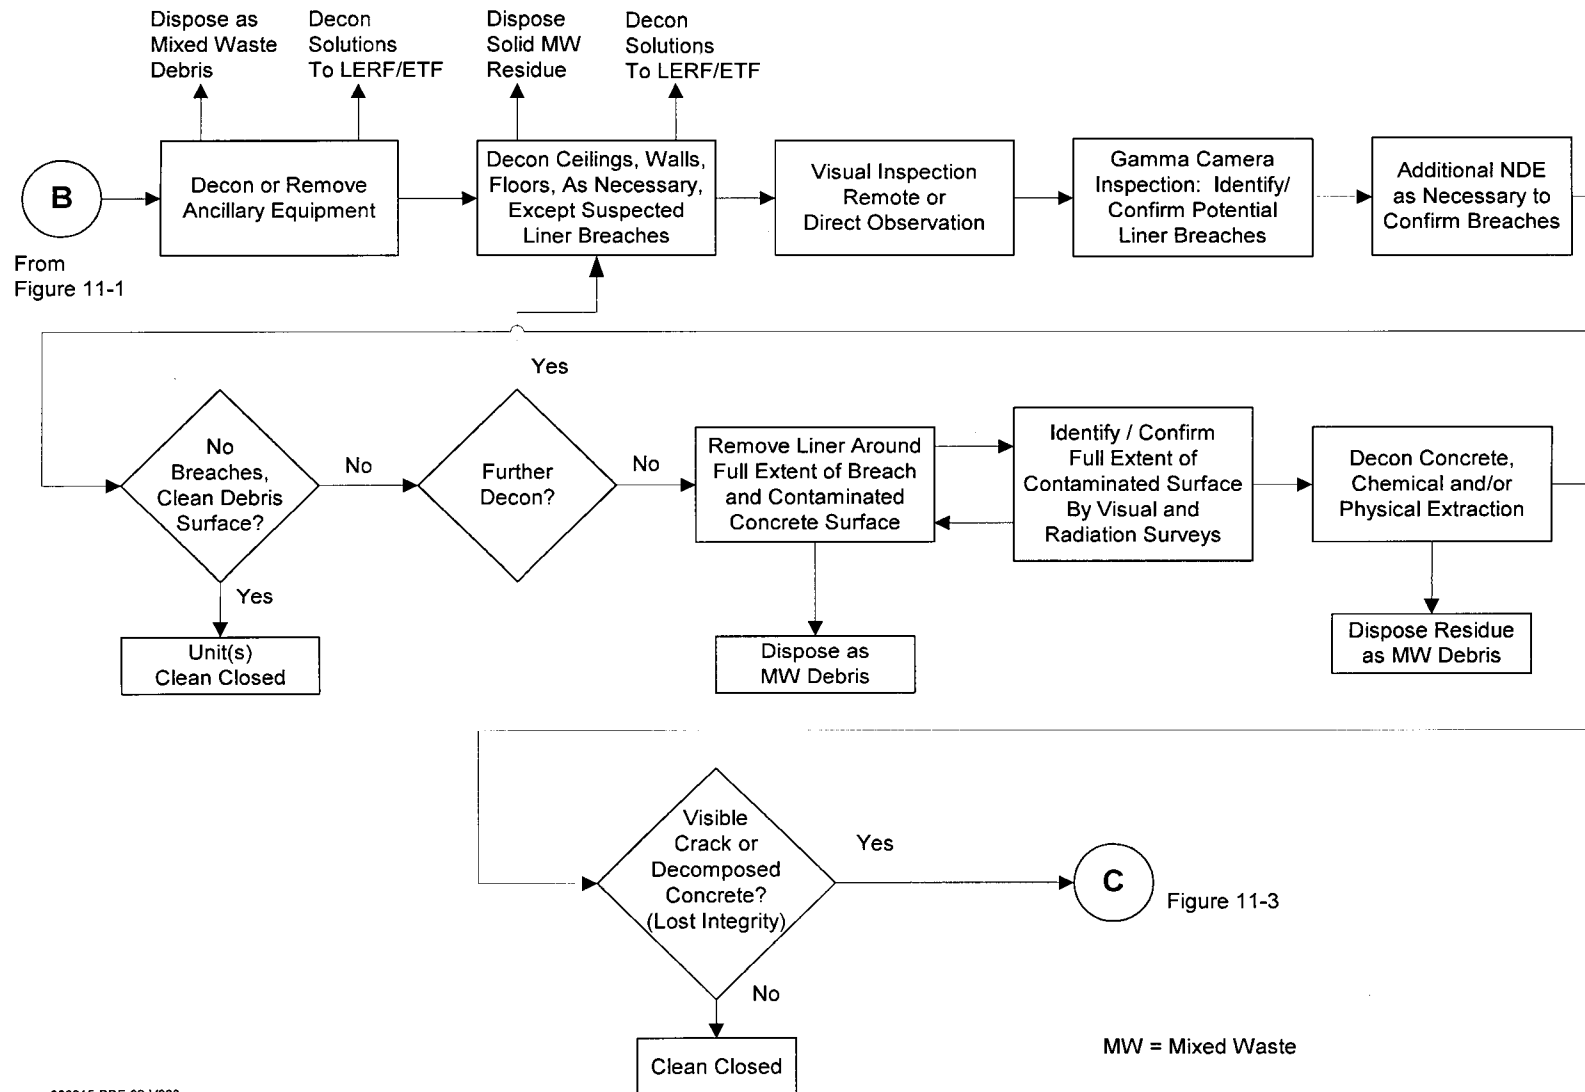 Dispose as
Mixed Waste
Debris
Decon
Solutions
To LERF/ETF
Dispose
Solid MW
Residue
Decon
Solutions
To LERF/ETF
B
From
Figure 11-1
Decon or Remove
Ancillary Equipment
Decon Ceilings, Walls,
Floors, As Necessary,
Except Suspected
Liner Breaches
Visual Inspection
Remote or
Direct Observation
Gamma Camera
Inspection: Identify/
Confirm Potential
Liner Breaches
Additional NDE
as Necessary to
Confirm Breaches
No
Breaches,
Clean Debris
Surface?
No
Yes
Unit(s)
Clean Closed
Further
Decon?
Yes
No
Remove Liner Around
Full Extent of Breach
and Contaminated
Concrete Surface
Dispose as
MW Debris
Identify / Confirm
Full Extent of
Contaminated Surface
By Visual and
Radiation Surveys
Decon Concrete,
Chemical and/or
Physical Extraction
Dispose Residue
as MW Debris
Visible
Crack or
Decomposed
Concrete?
(Lost Integrity)
Yes
C
Figure 11-3
No
Clean Closed
MW = Mixed Waste